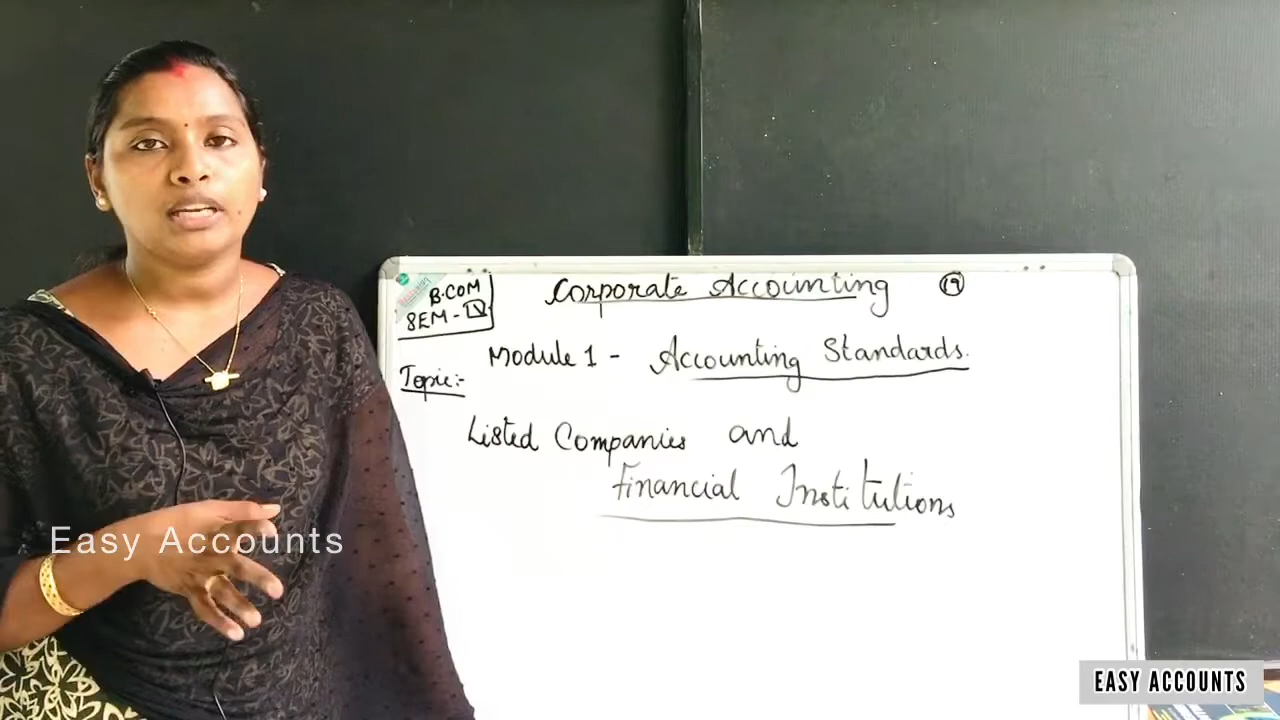 B.COM
SEM - IV
Corporate Accounting
19
Module 1 - Accounting Standards.
Topic:-
Listed Companies and
Financial Institutions
Easy Accounts
EASY ACCOUNTS